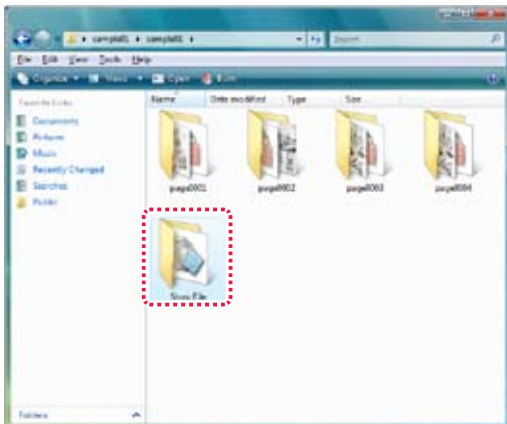 sample01 ▸ sample01 ▸ Search
File Edit View Tools Help
Organize Views Open Burn
Favorite Links
Documents
Pictures
Music
Recently Changed
Searches
Public
Name Date modified Type Size
page0001 page0002 page0003 page0004
Story File
Folders